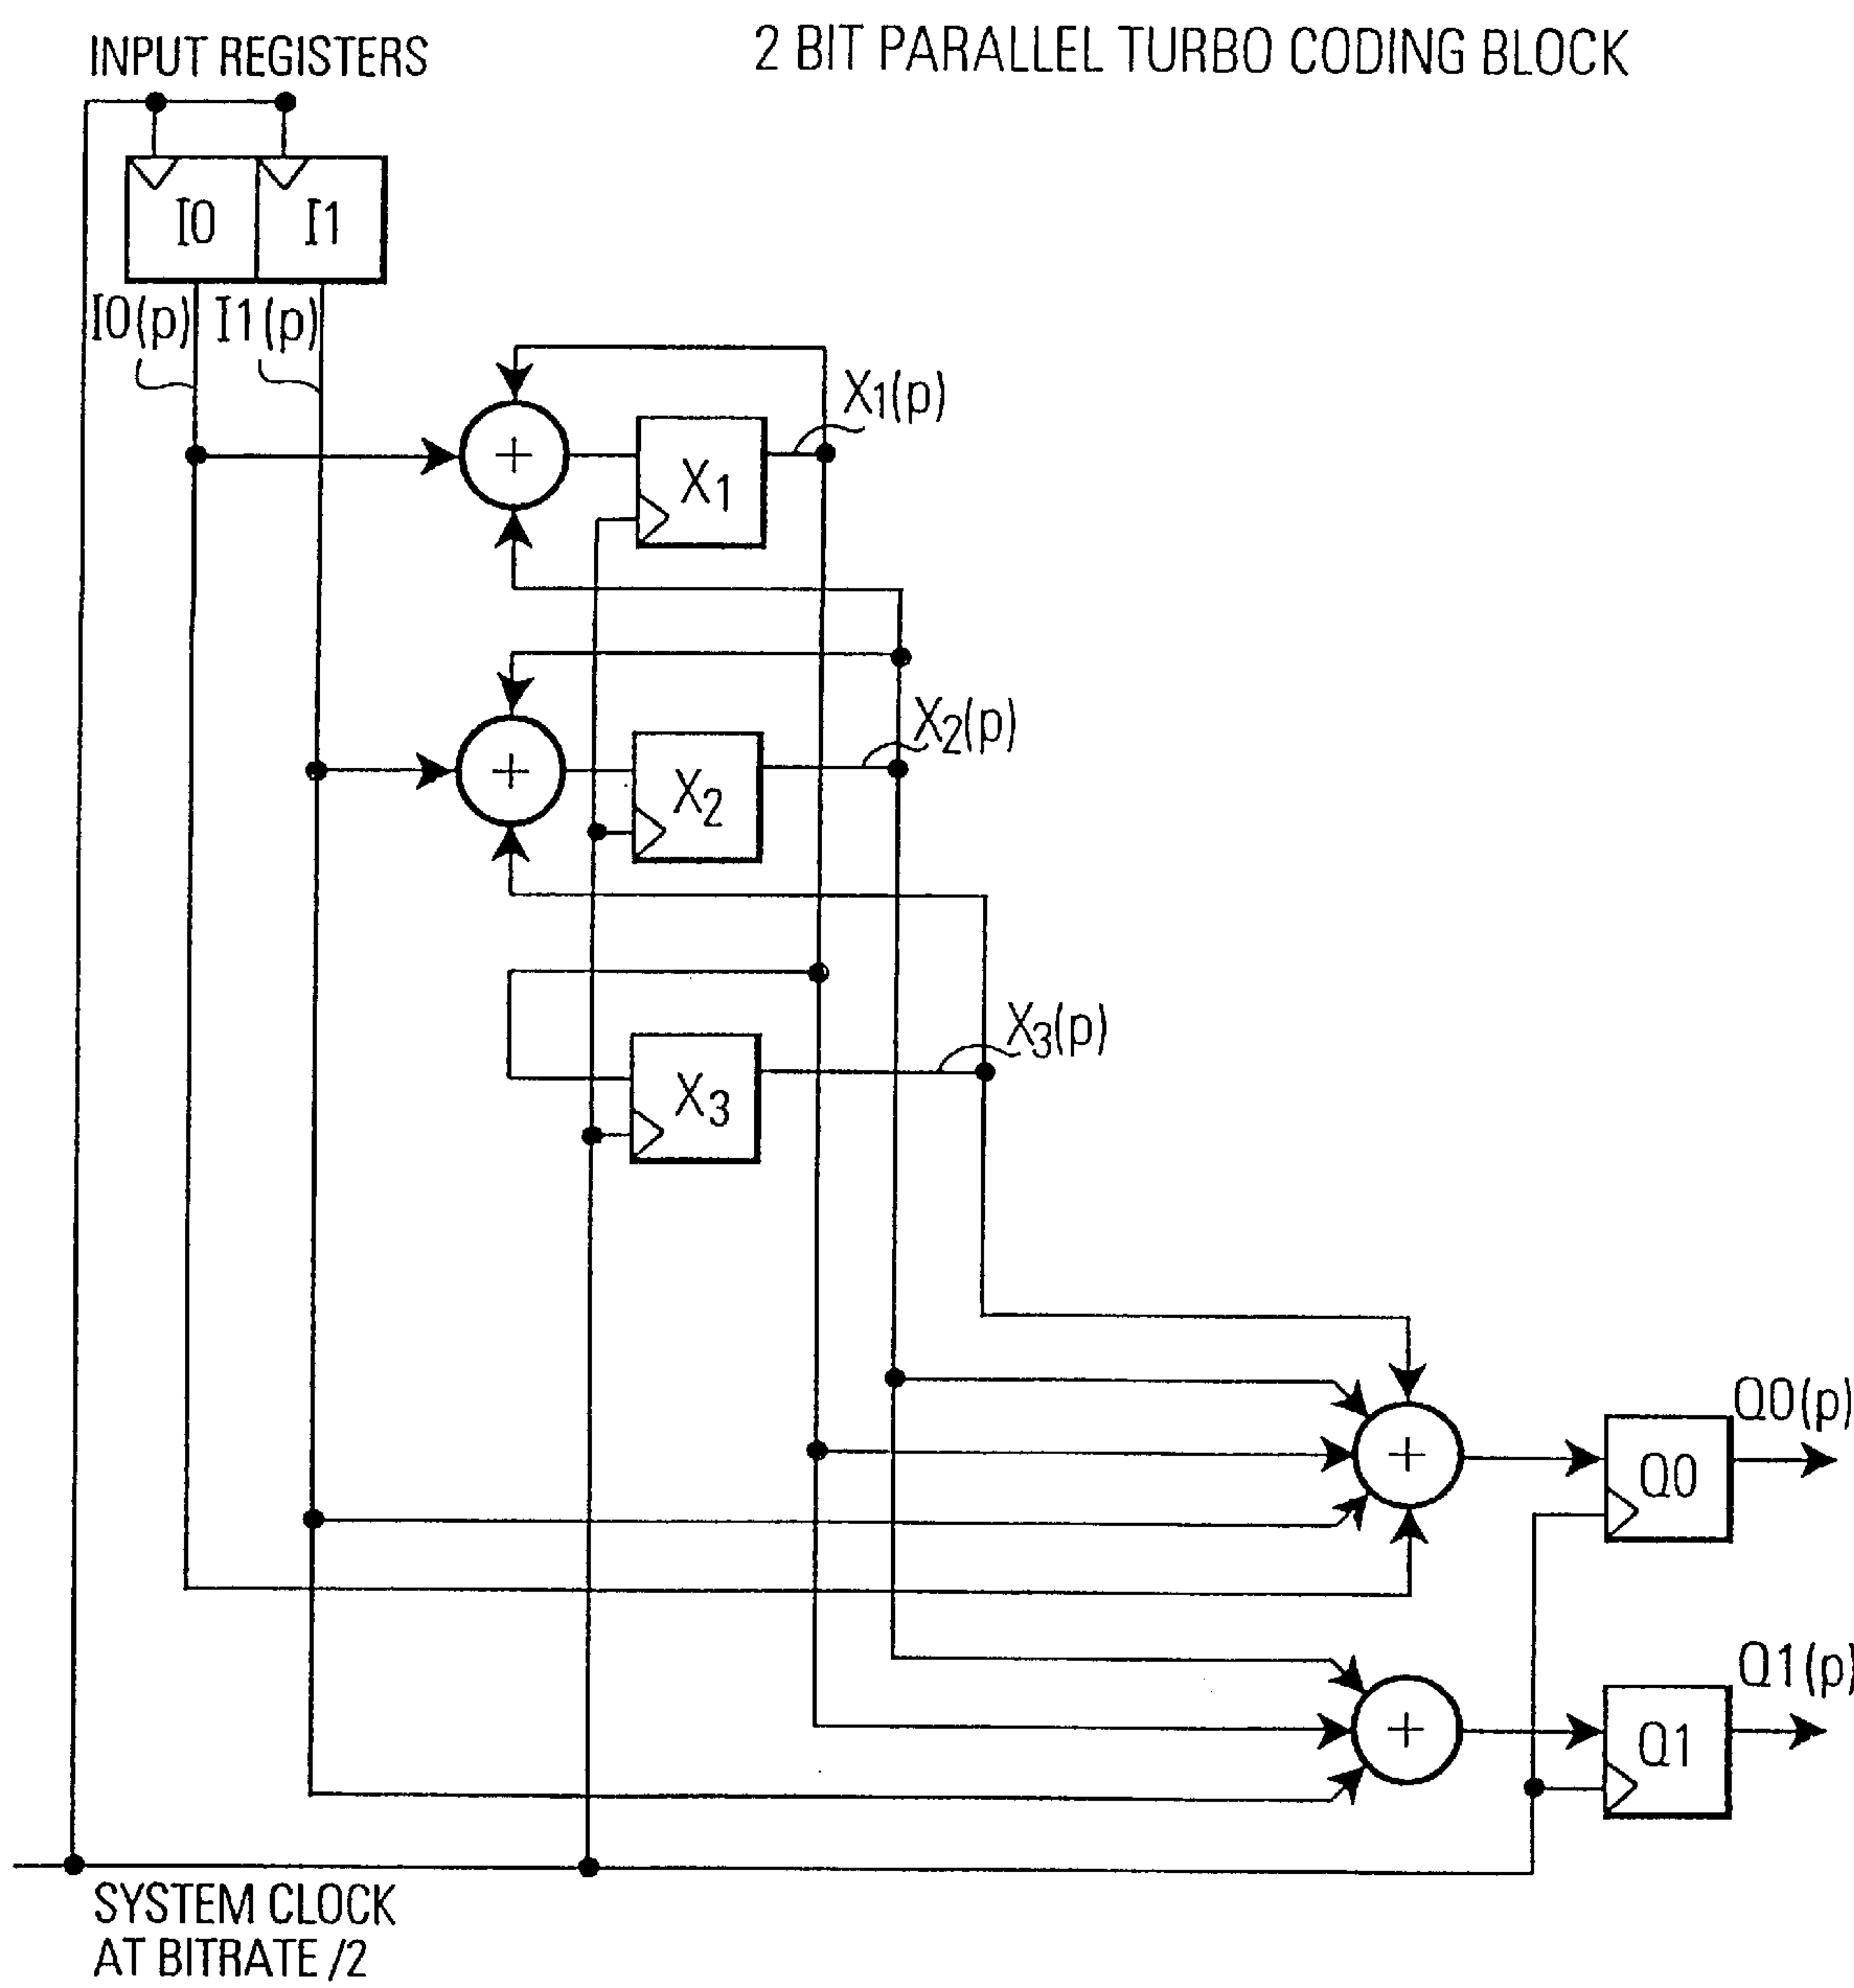 INPUT REGISTERS
2 BIT PARALLEL TURBO CODING BLOCK
I0
I1
I0(p)
I1(p)
X1(p)
+
X1
X2(p)
+
X2
X3(p)
X3
Q0(p)
+
Q0
Q1(p)
+
Q1
SYSTEM CLOCK
AT BITRATE /2